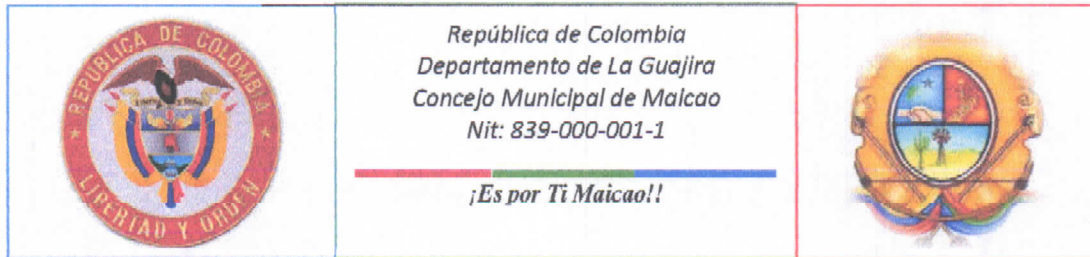 REPÚBLICA DE COLOMBIA
LIBERTAD Y ORDEN
República de Colombia
Departamento de La Guajira
Concejo Municipal de Maicao
Nit: 839-000-001-1
¡Es por Ti Maicao!!